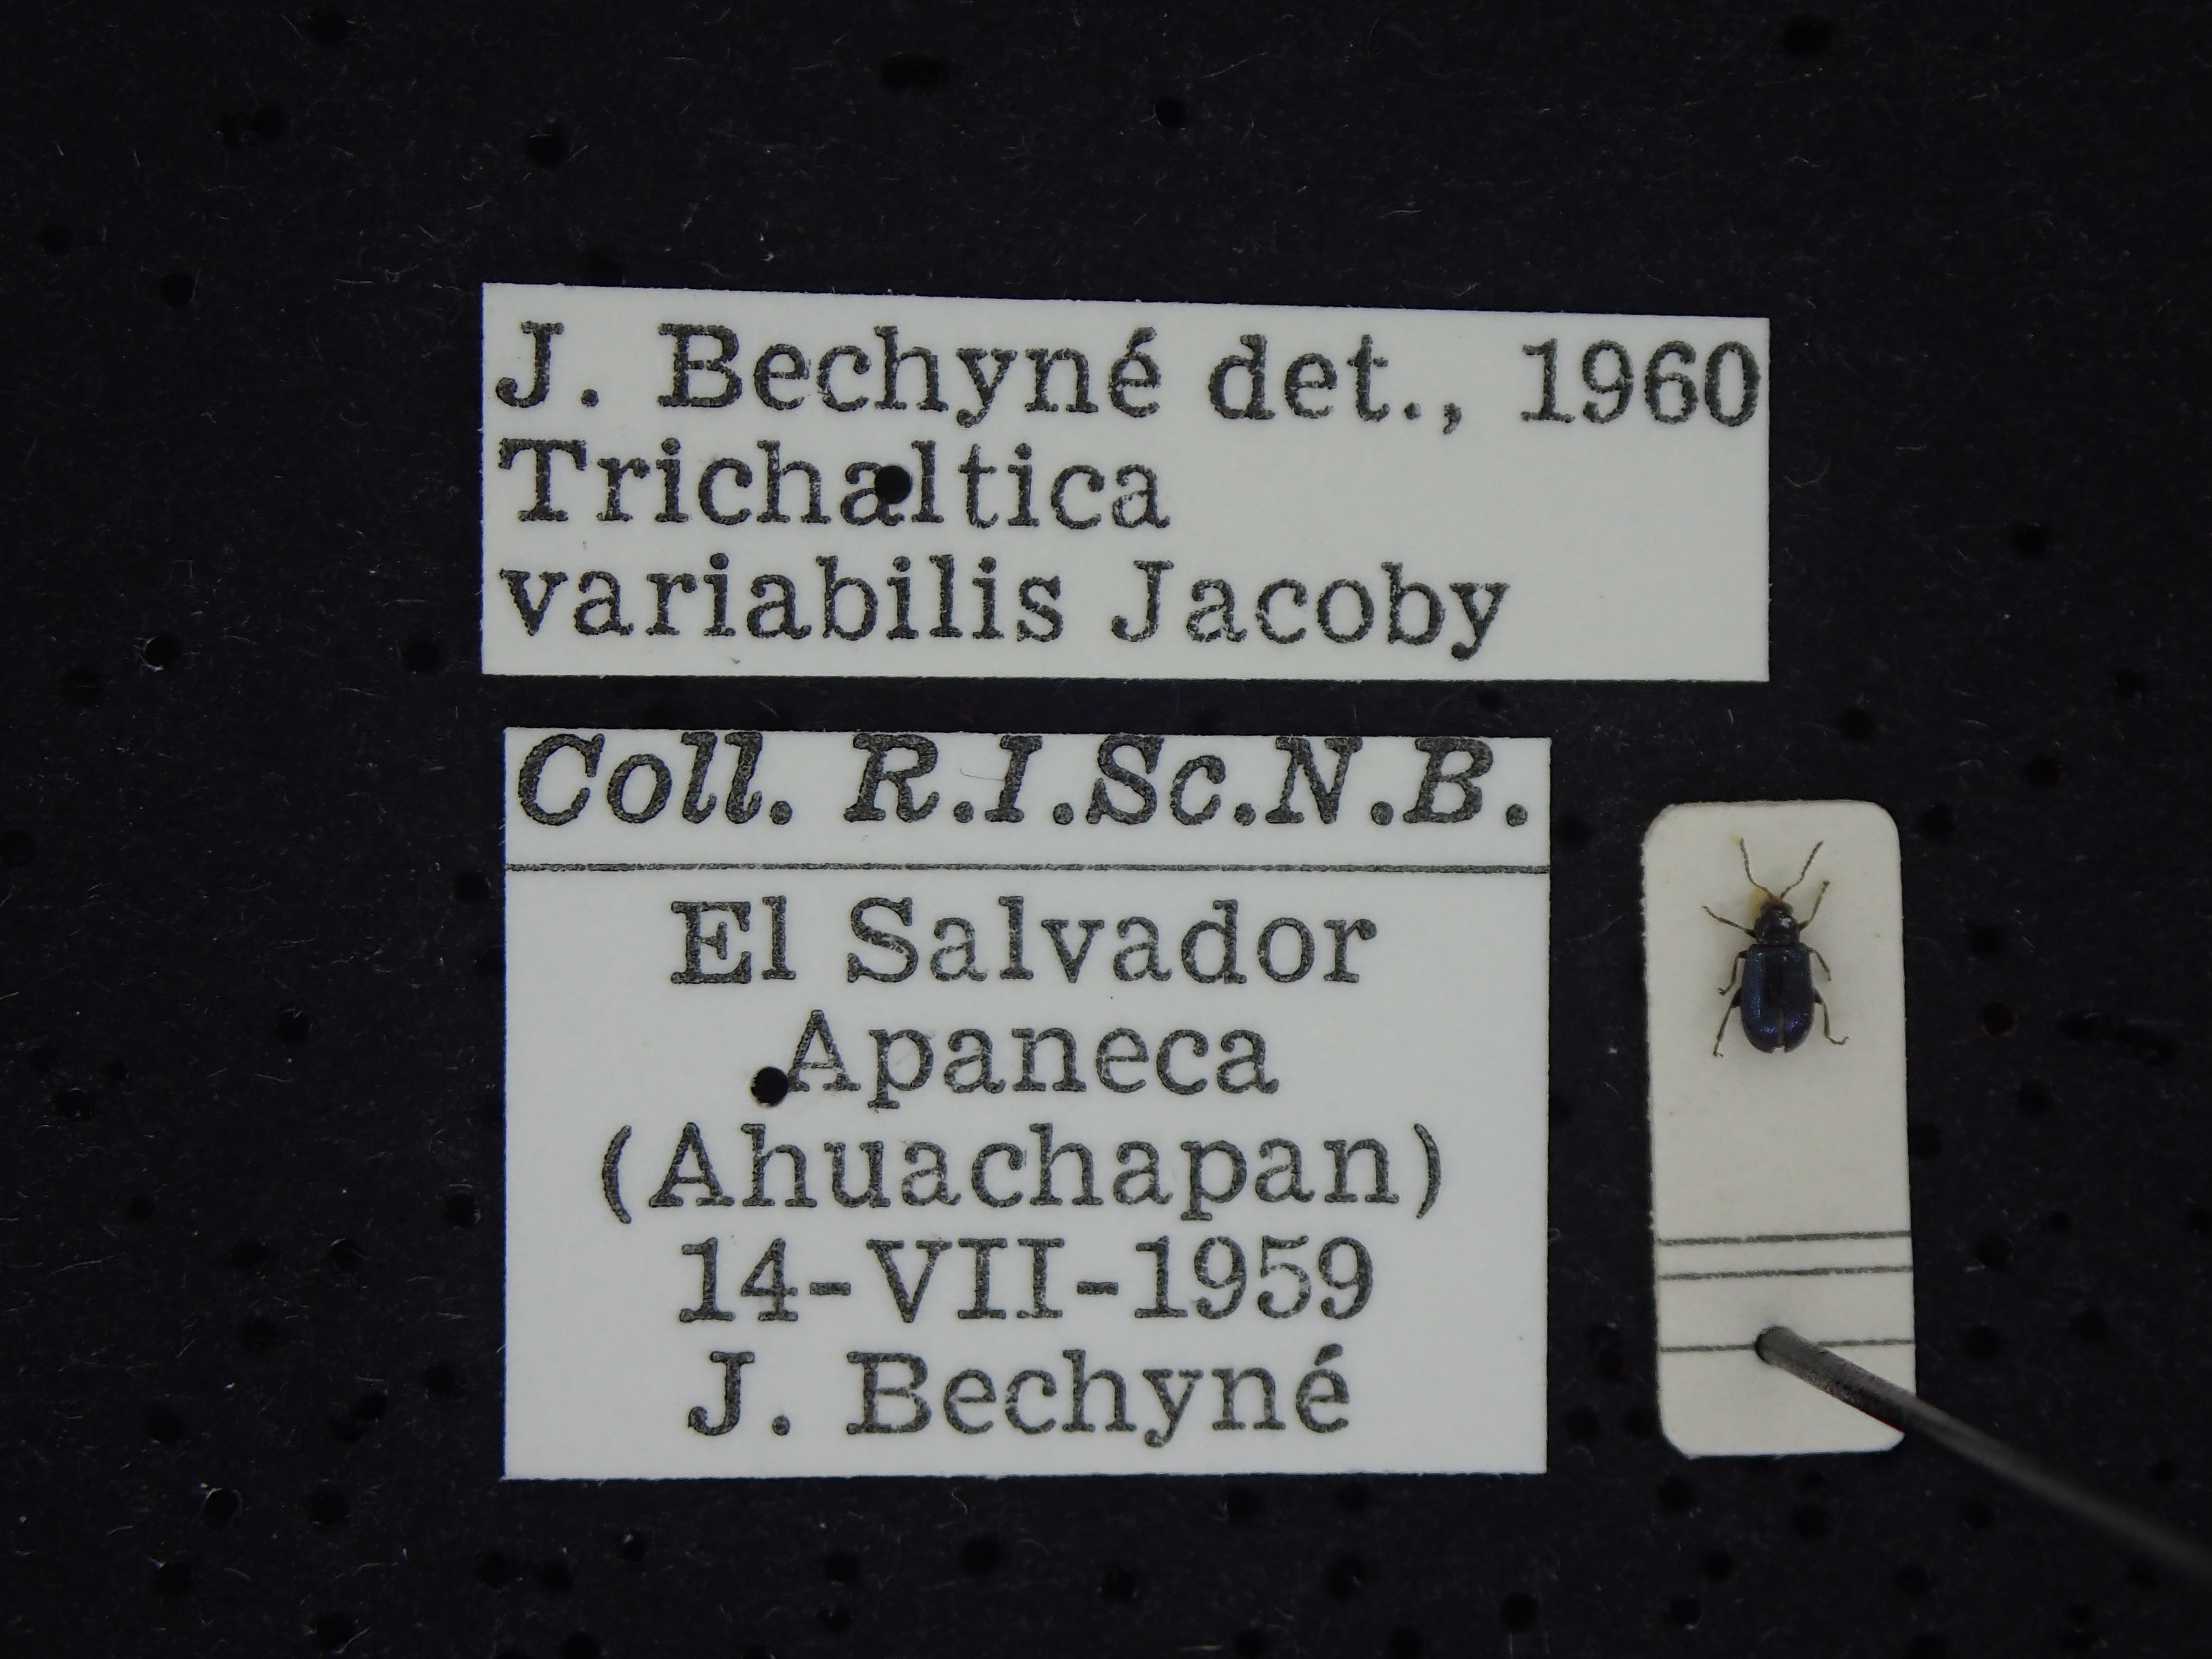 J. Bechyné det., 1960
Trichaltica
variabilis Jacoby
Coll. R.I.Sc.N.B.
El Salvador
Apaneca
(Ahuachapan)
14-VII-1959
J. Bechyné